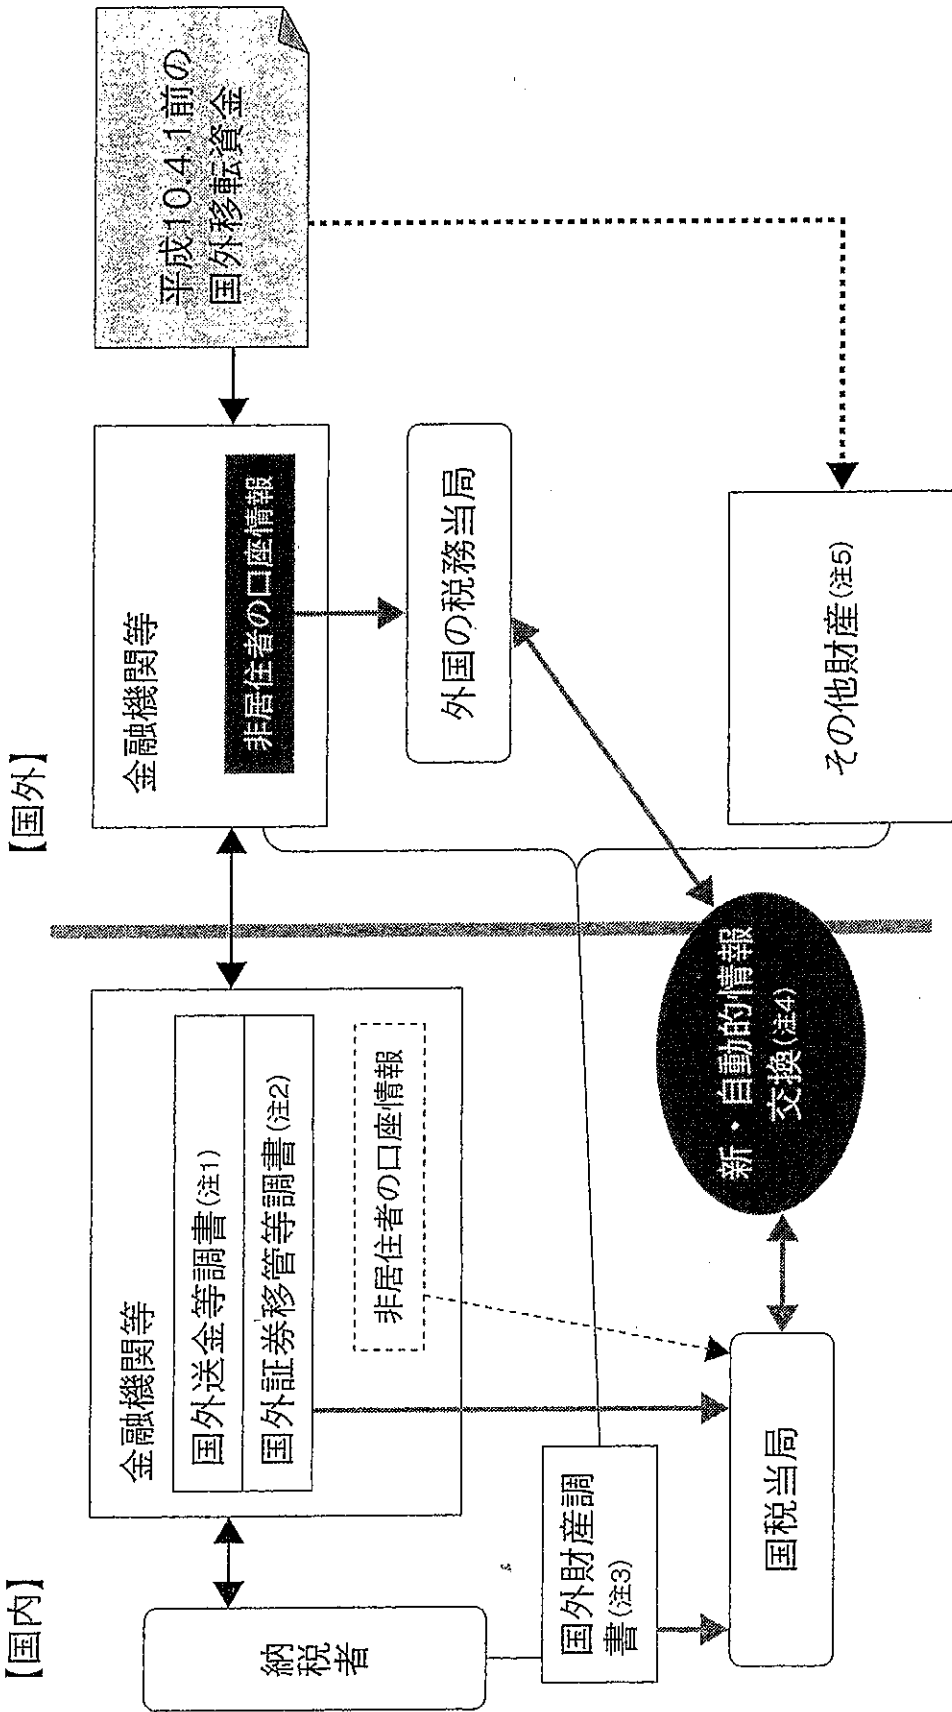 【国内】
【国外】
納税者
金融機関等
国外送金等調書(注1)
国外証券移管等調書(注2)
非居住者の口座情報
国外財産調
書(注3)
国税当局
新・自動的情報
交換(注4)
金融機関等
非居住者の口座情報
外国の税務当局
その他財産(注5)
平成10.4.1前の
国外移転資金